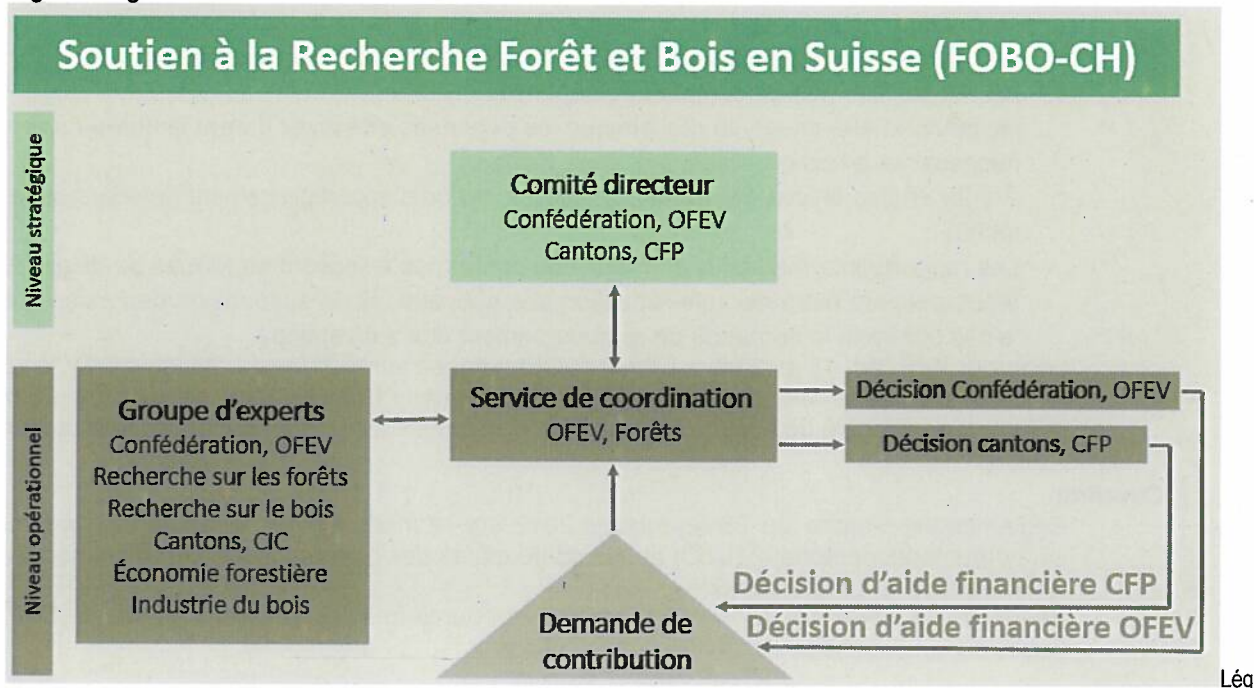 Soutien à la Recherche Forêt et Bois en Suisse (FOBO-CH)
Niveau stratégique
Comité directeur
Confédération, OFEV
Cantons, CFP
Niveau opérationnel
Groupe d'experts
Confédération, OFEV
Recherche sur les forêts
Recherche sur le bois
Cantons, CIC
Économie forestière
Industrie du bois
Service de coordination
OFEV, Forêts
Décision Confédération, OFEV
Décision cantons, CFP
Décision d'aide financière CFP
Décision d'aide financière OFEV
Demande de
contribution
Lég